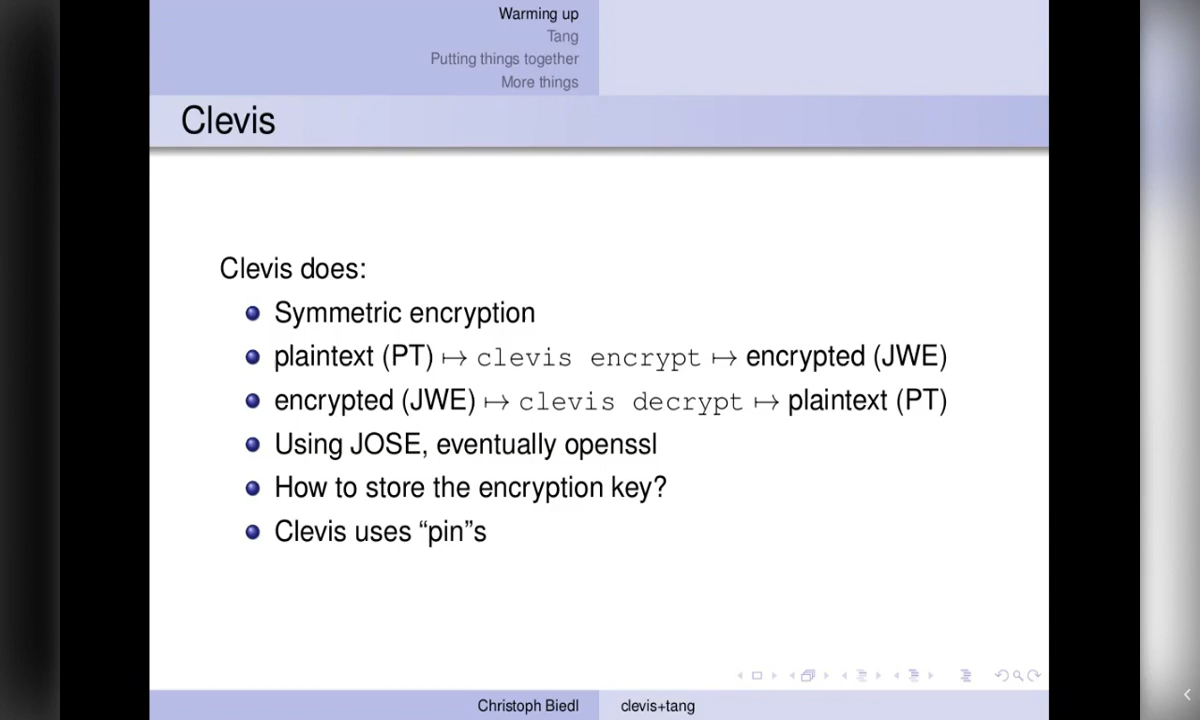 Warming up
Tang
Putting things together
More things
Clevis
Clevis does:
Symmetric encryption
plaintext (PT) ↦ clevis encrypt ↦ encrypted (JWE)
encrypted (JWE) ↦ clevis decrypt ↦ plaintext (PT)
Using JOSE, eventually openssl
How to store the encryption key?
Clevis uses “pin”s
Christoph Biedl
clevis+tang